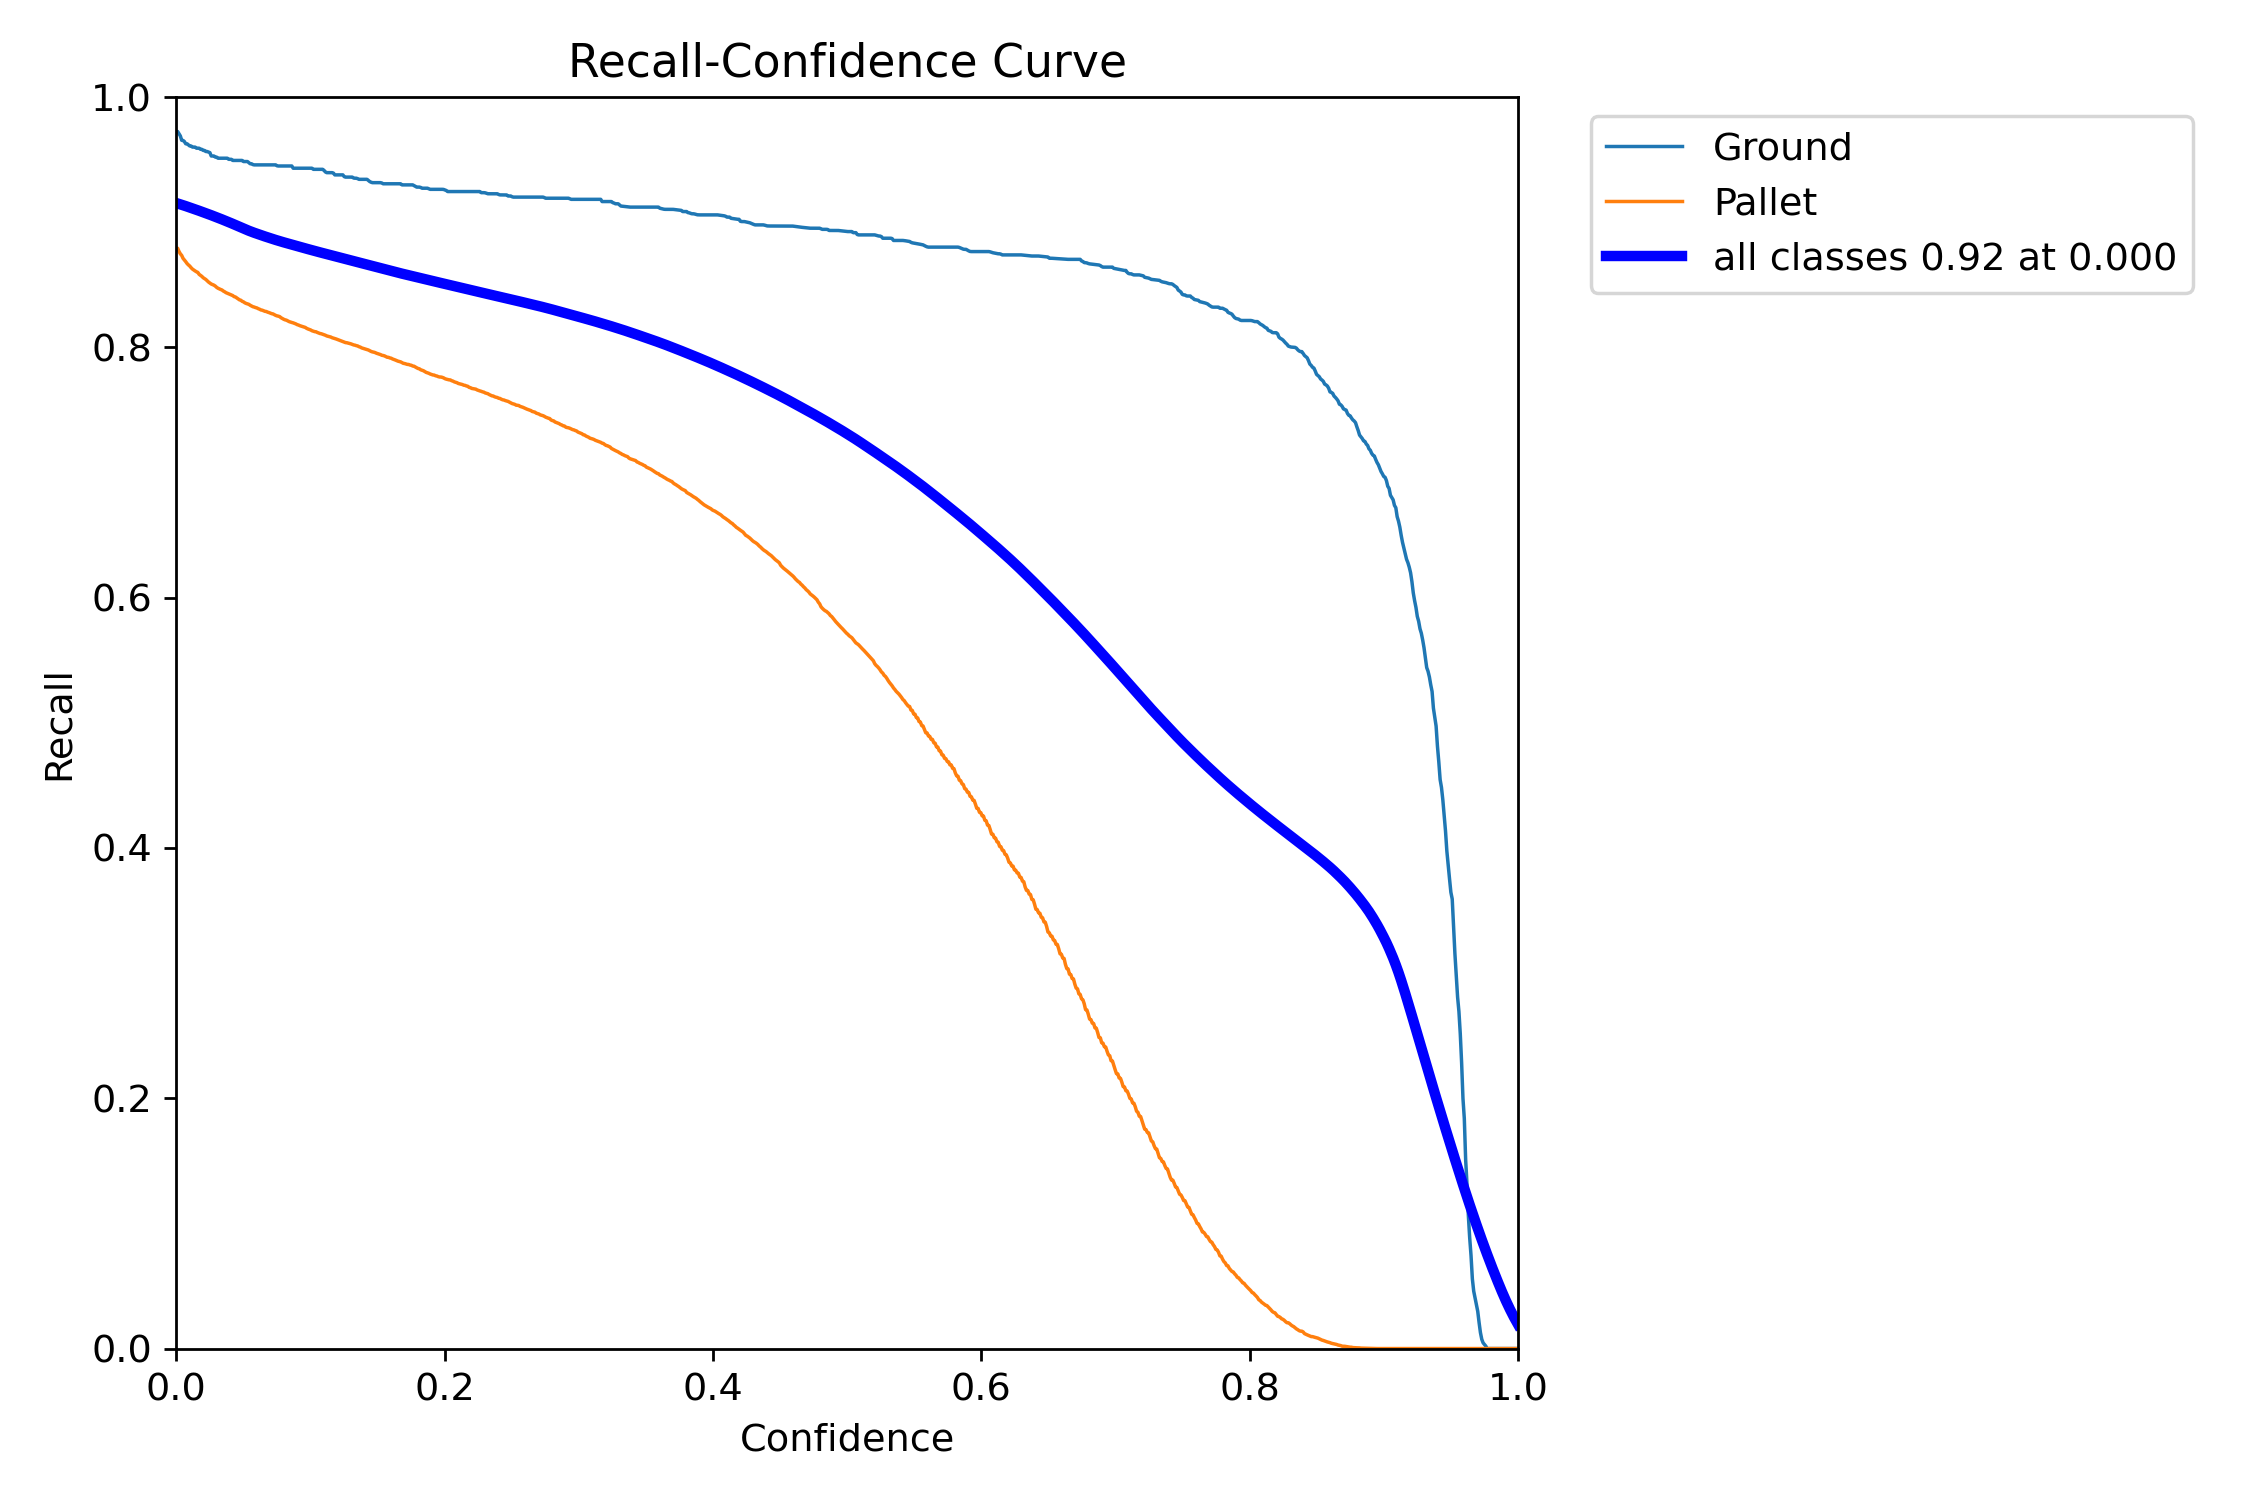 Recall-Confidence Curve
1.0
0.8
0.6
0.4
0.2
0.0
Recall
0.0 0.2 0.4 0.6 0.8 1.0
Confidence
Ground
Pallet
all classes 0.92 at 0.000